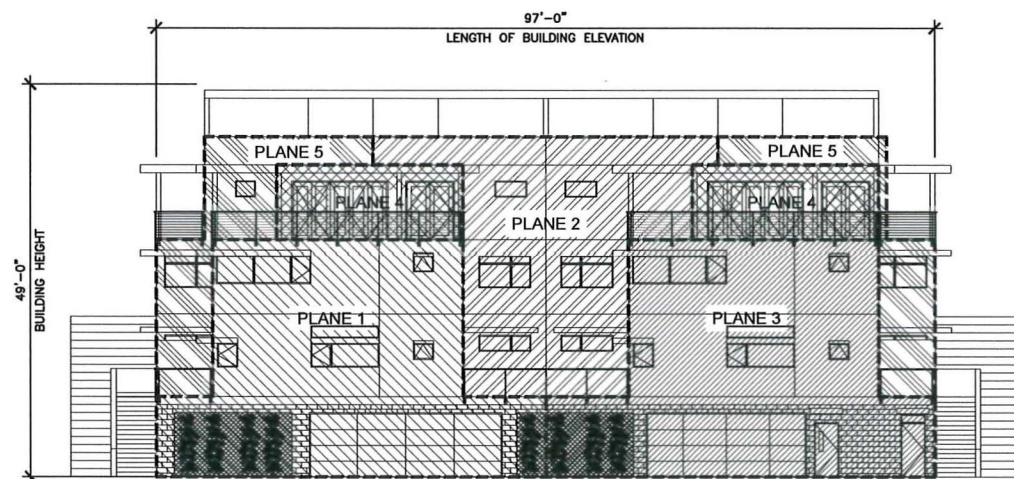 97'-0"
LENGTH OF BUILDING ELEVATION
49'-0"
BUILDING HEIGHT
PLANE 5
PLANE 5
PLANE 4
PLANE 4
PLANE 2
PLANE 1
PLANE 3